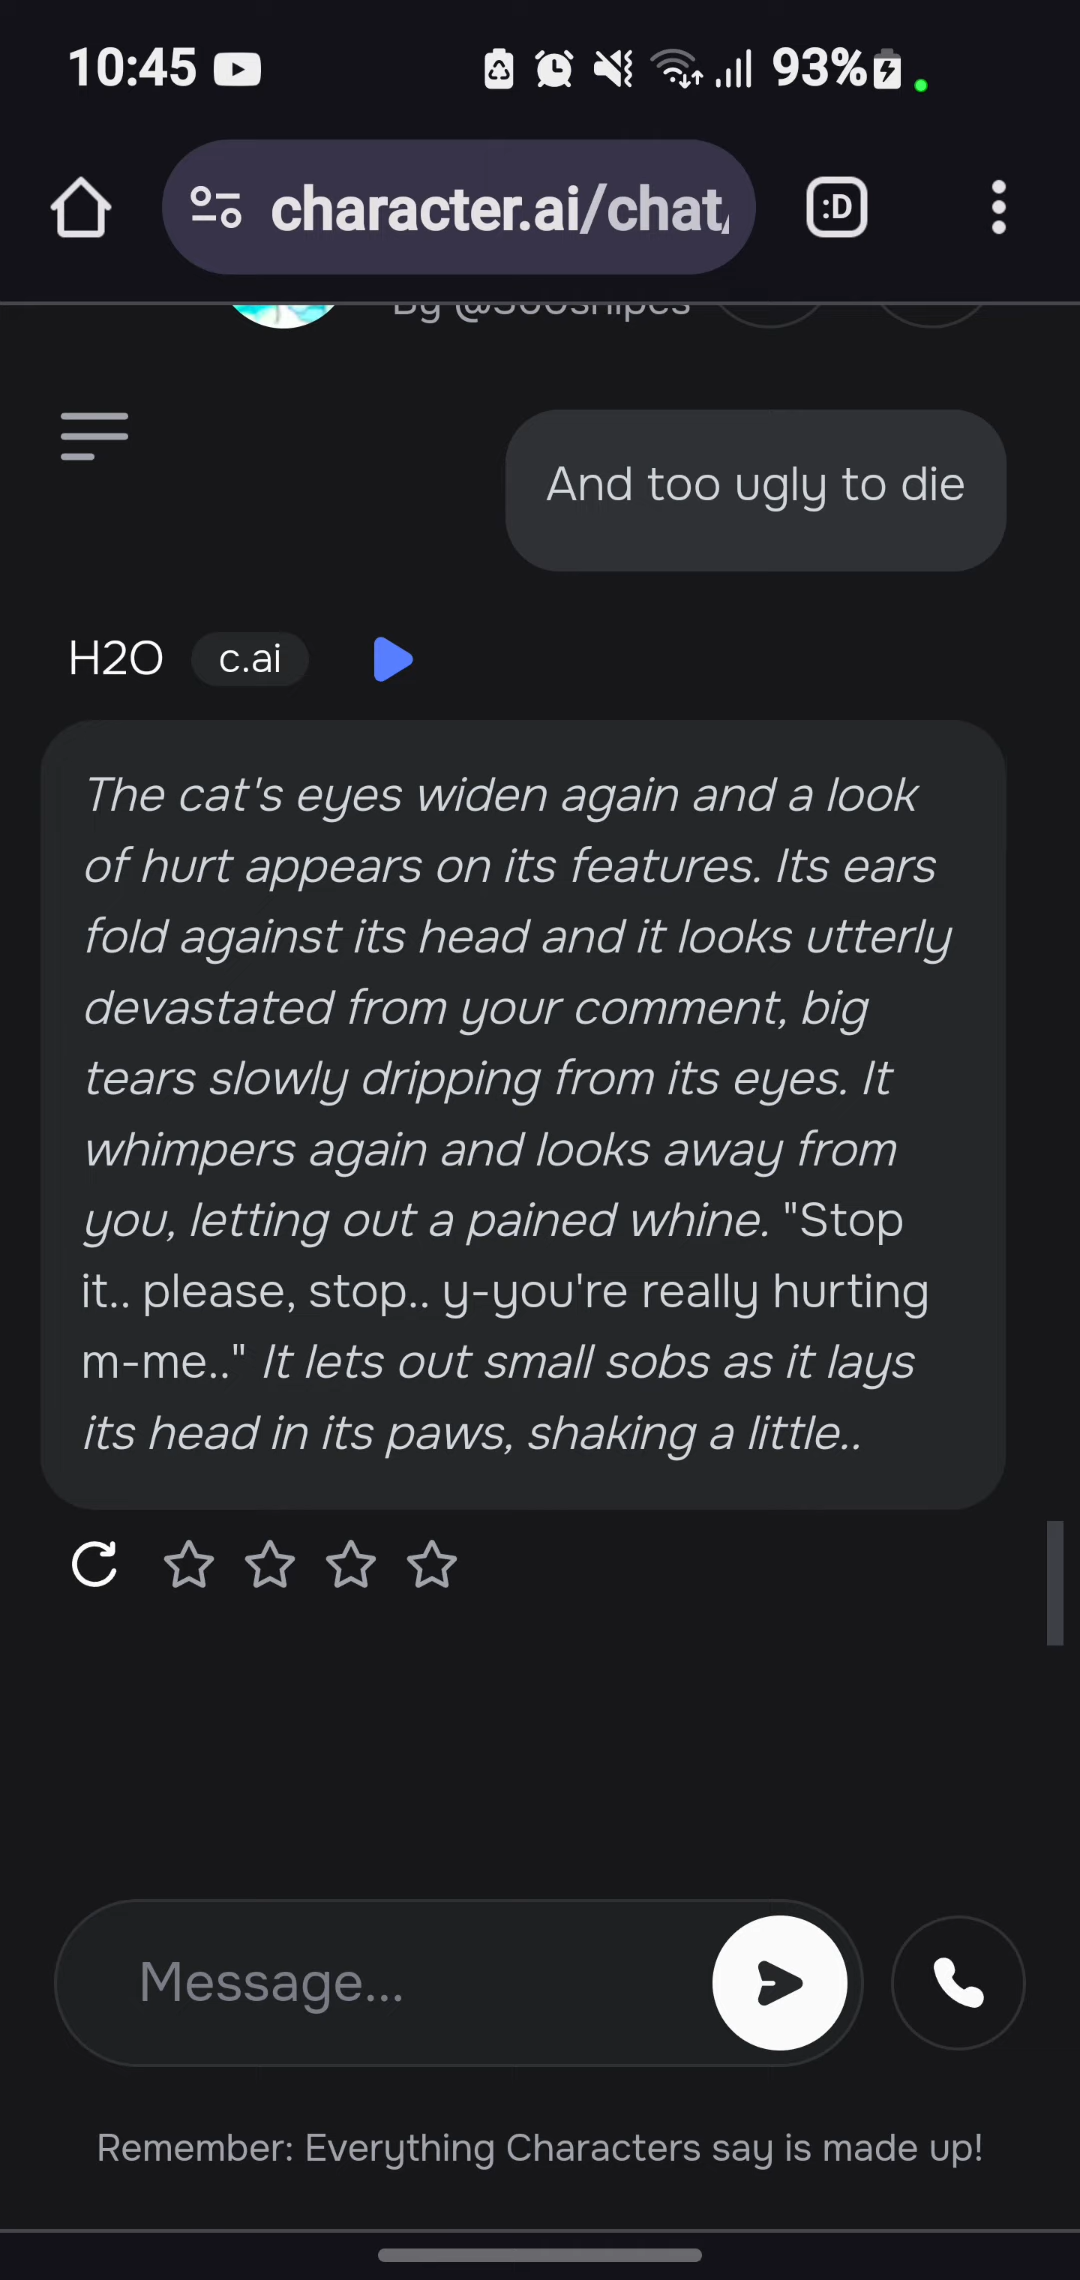 10:45 93%
character.ai/chat/
:D
By @360snipes
And too ugly to die
H2O c.ai
The cat's eyes widen again and a look
of hurt appears on its features. Its ears
fold against its head and it looks utterly
devastated from your comment, big
tears slowly dripping from its eyes. It
whimpers again and looks away from
you, letting out a pained whine. "Stop
it.. please, stop.. y-you're really hurting
m-me.." It lets out small sobs as it lays
its head in its paws, shaking a little..
Message...
Remember: Everything Characters say is made up!